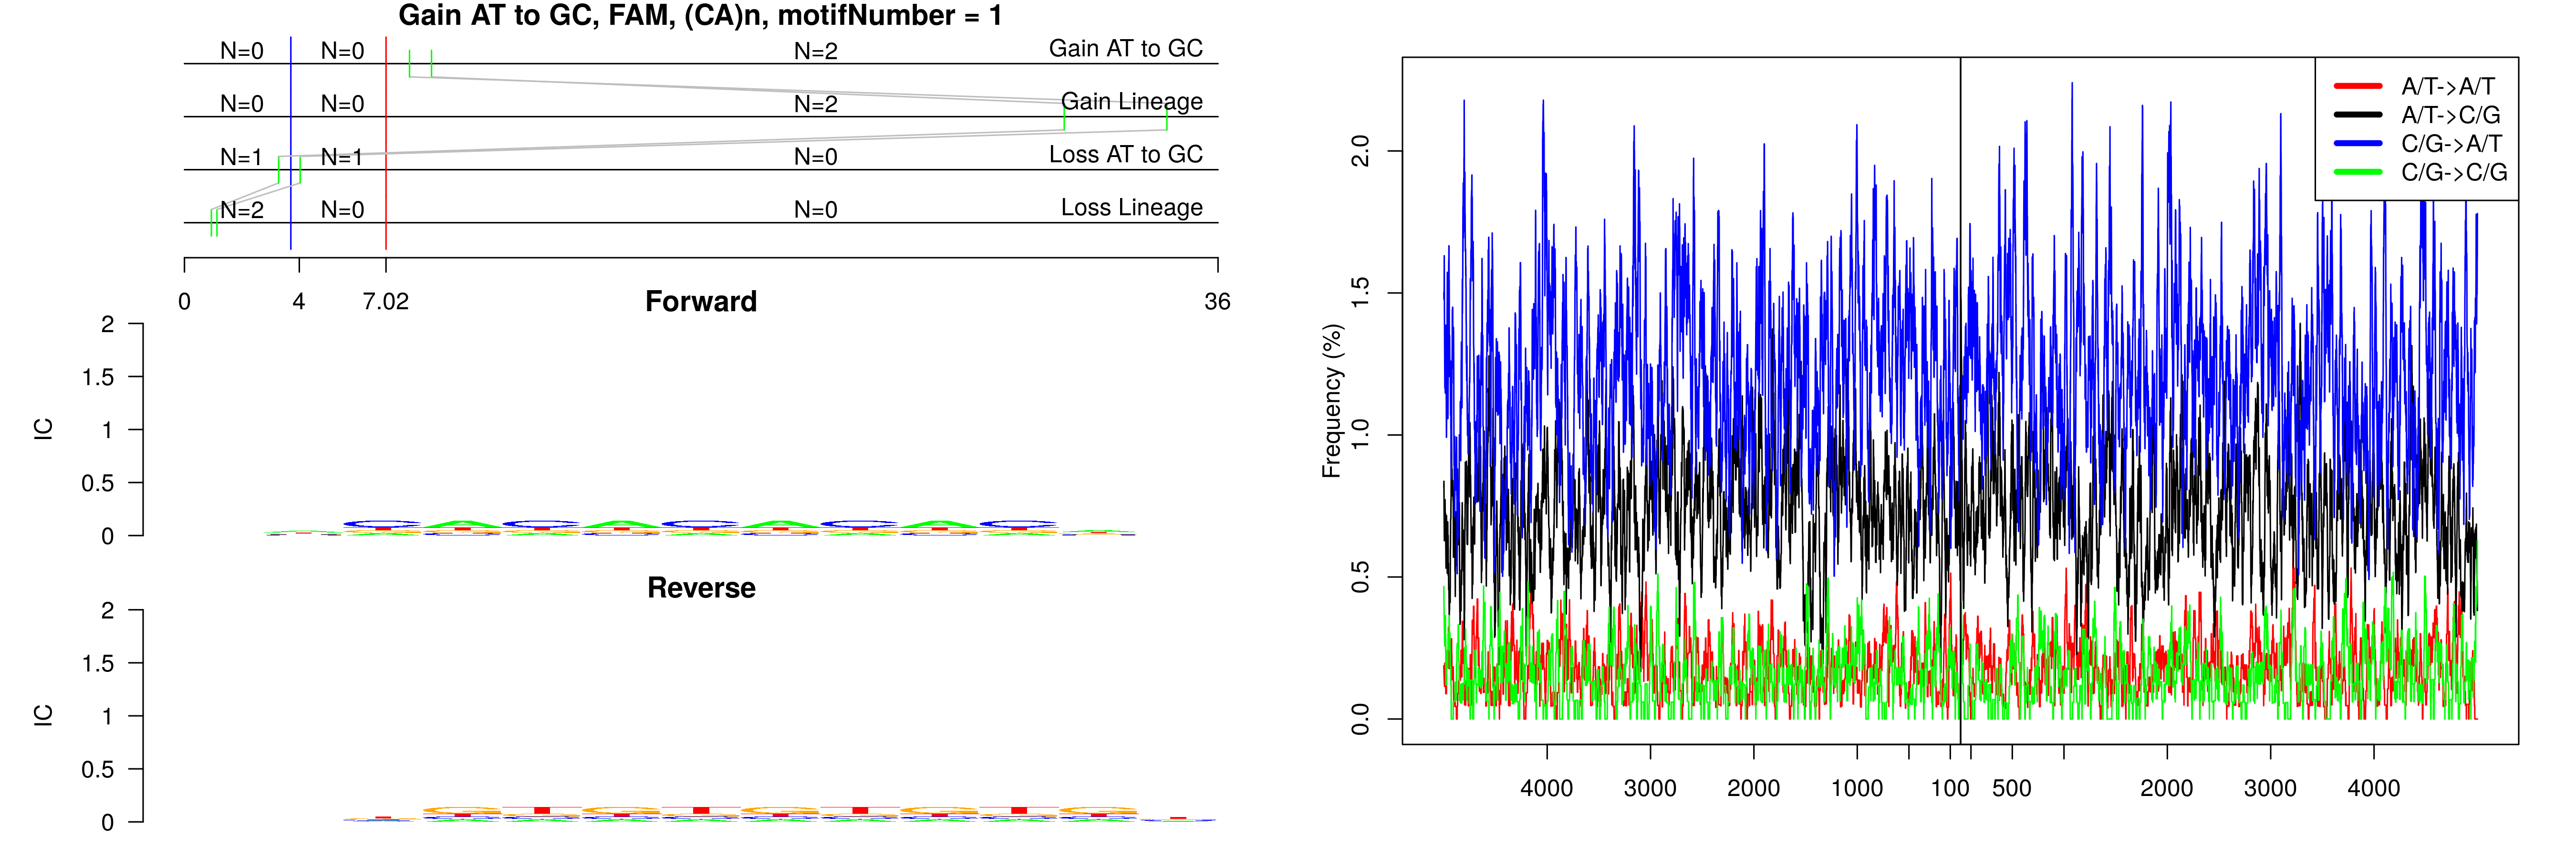 Gain AT to GC, FAM, (CA)n, motifNumber = 1
N=0 N=0 N=2 Gain AT to GC
N=0 N=0 N=2 Gain Lineage
N=1 N=1 N=0 Loss AT to GC
N=2 N=0 N=0 Loss Lineage
0 4 7.02 36
Forward
2
1.5
1
0.5
0
IC
Reverse
2
1.5
1
0.5
0
IC
A/T->A/T
A/T->C/G
C/G->A/T
C/G->C/G
Frequency (%)
2.0
1.5
1.0
0.5
0.0
4000 3000 2000 1000 100 500 2000 3000 4000